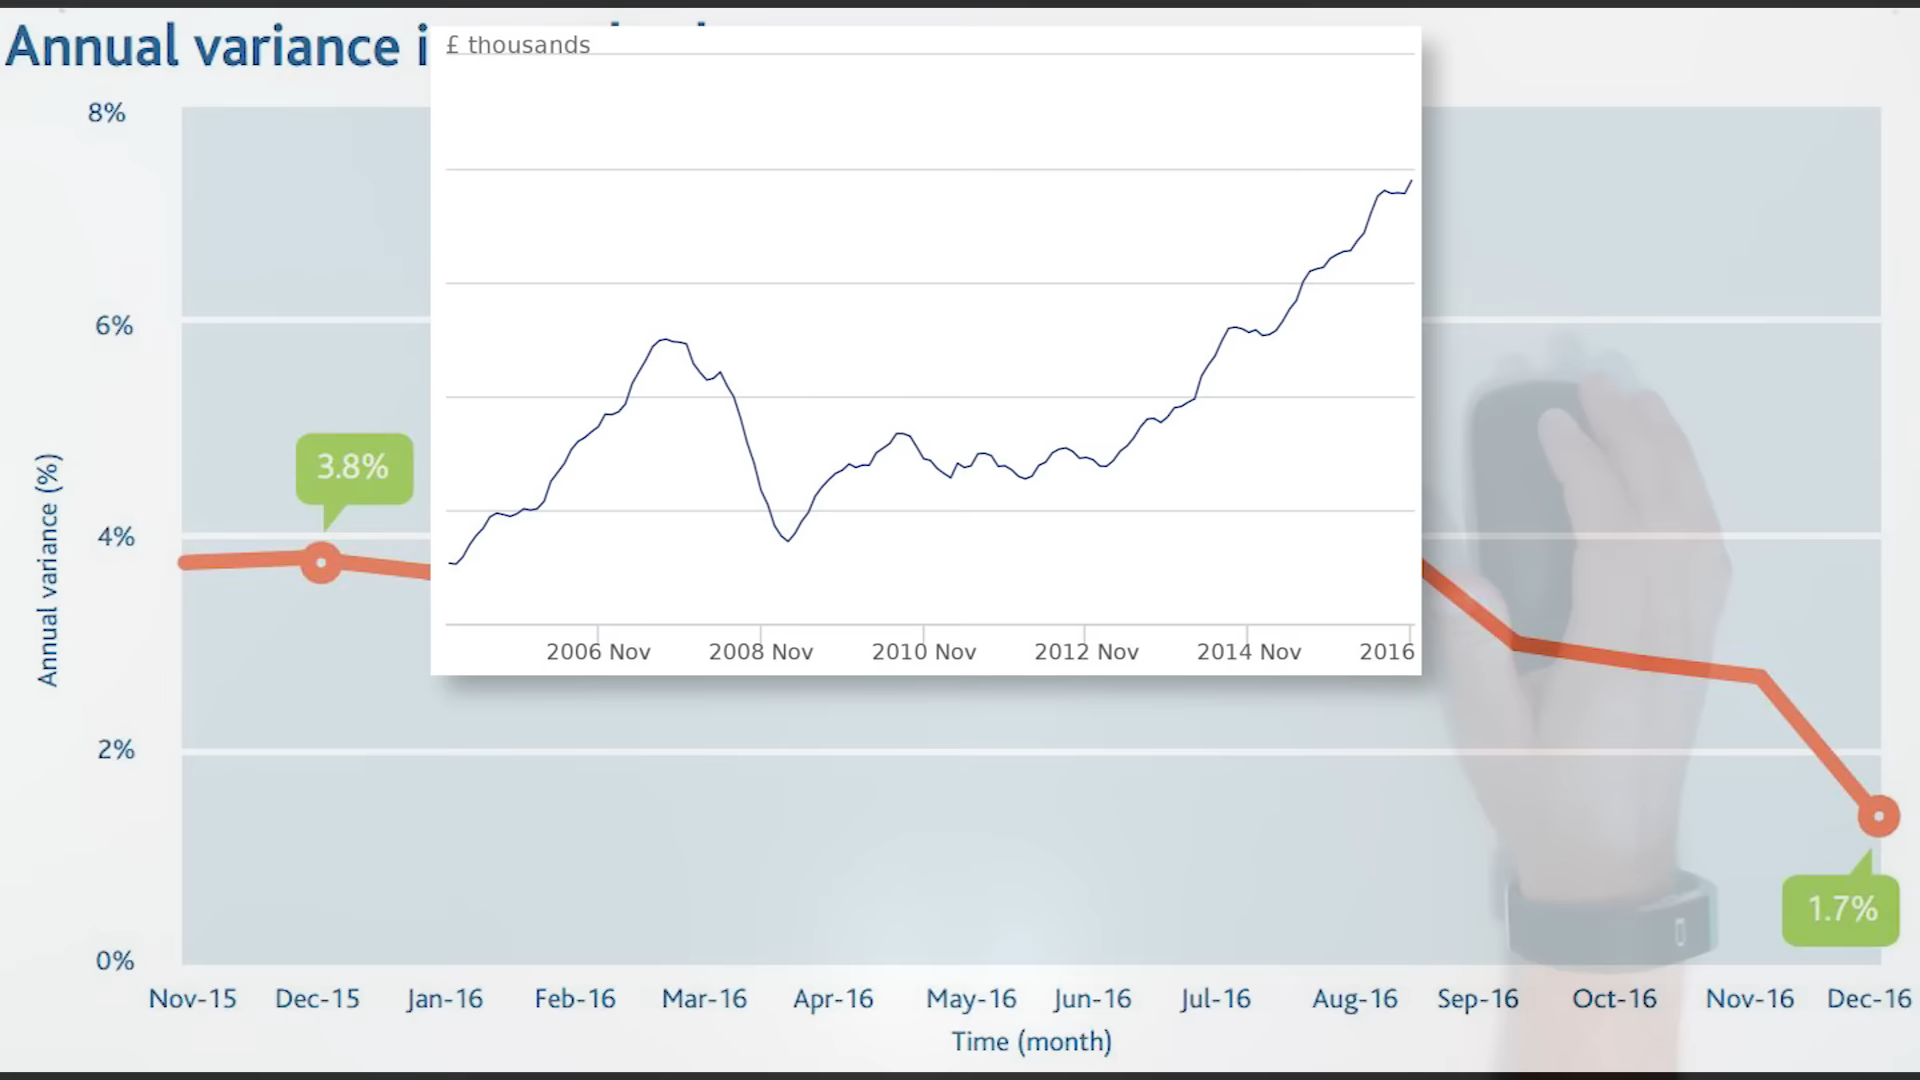 Annual variance i
£ thousands
8%
6%
4%
2%
0%
Annual variance (%)
3.8%
1.7%
2006 Nov
2008 Nov
2010 Nov
2012 Nov
2014 Nov
2016
Nov-15
Dec-15
Jan-16
Feb-16
Mar-16
Apr-16
May-16
Jun-16
Jul-16
Aug-16
Sep-16
Oct-16
Nov-16
Dec-16
Time (month)